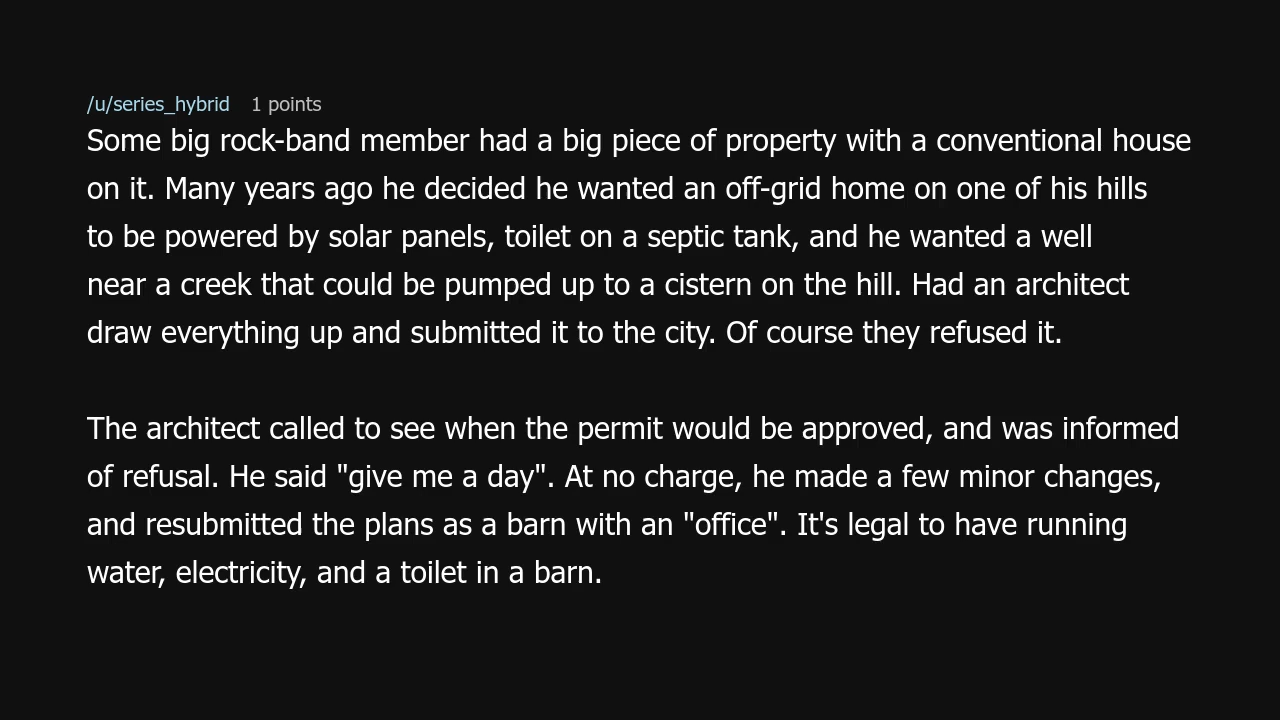 /u/series_hybrid 1 points
Some big rock-band member had a big piece of property with a conventional house
on it. Many years ago he decided he wanted an off-grid home on one of his hills
to be powered by solar panels, toilet on a septic tank, and he wanted a well
near a creek that could be pumped up to a cistern on the hill. Had an architect
draw everything up and submitted it to the city. Of course they refused it.
The architect called to see when the permit would be approved, and was informed
of refusal. He said "give me a day". At no charge, he made a few minor changes,
and resubmitted the plans as a barn with an "office". It's legal to have running
water, electricity, and a toilet in a barn.